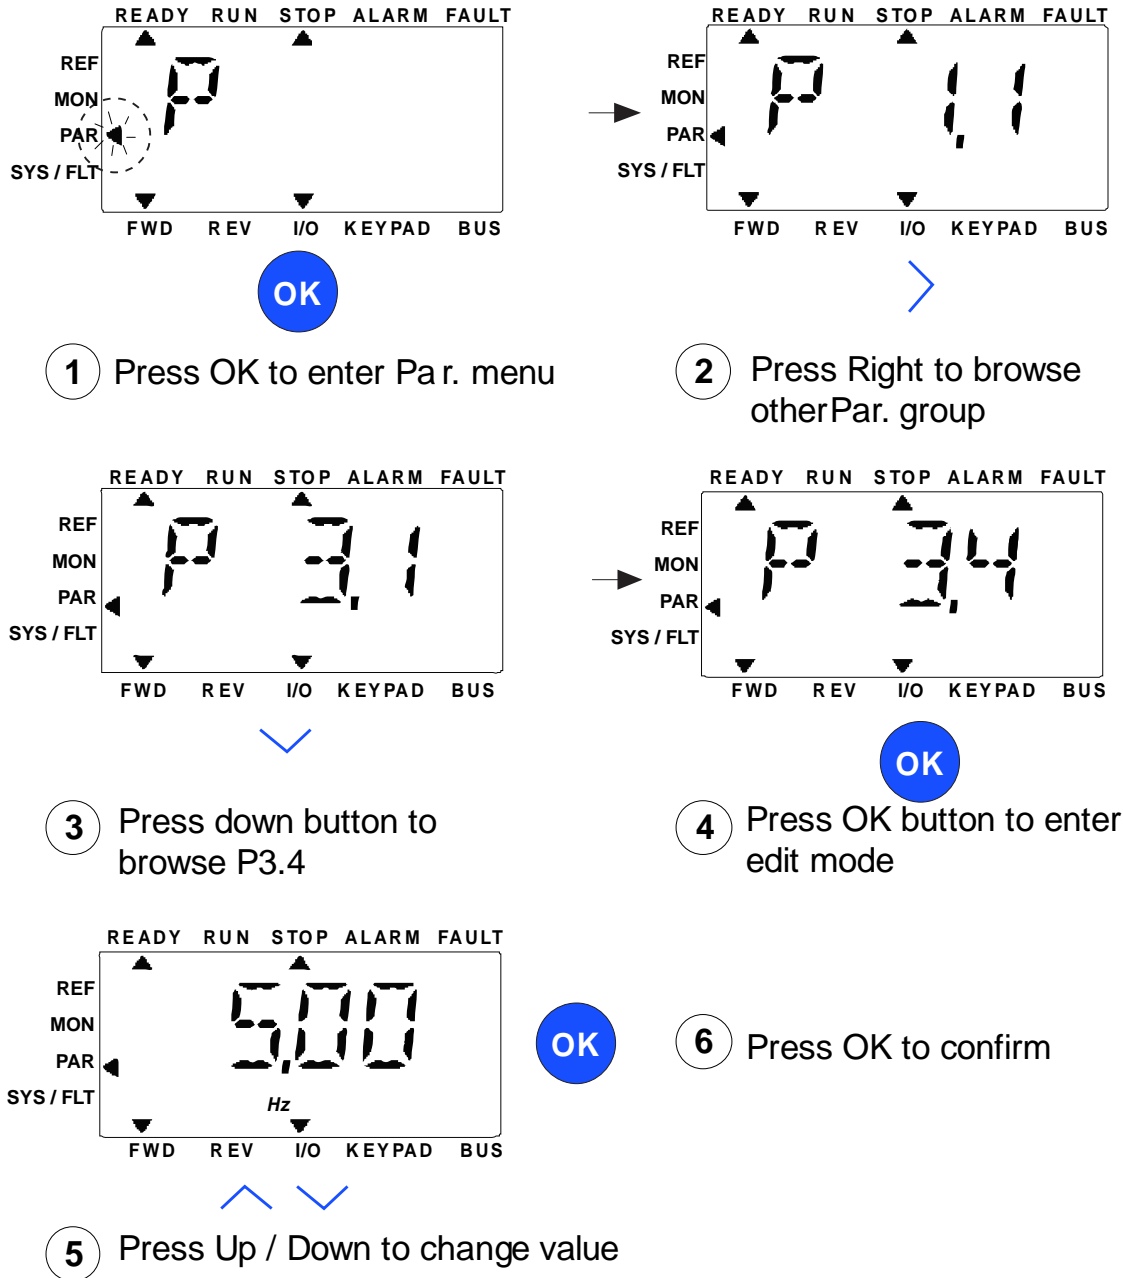 READY RUN STOP ALARM FAULT
REF
MON
PAR
SYS / FLT
P
FWD REV I/O KEYPAD BUS
OK
1 Press OK to enter Par. menu
READY RUN STOP ALARM FAULT
REF
MON
PAR
SYS / FLT
P 1,1
FWD REV I/O KEYPAD BUS
2 Press Right to browse
otherPar. group
READY RUN STOP ALARM FAULT
REF
MON
PAR
SYS / FLT
P 3,1
FWD REV I/O KEYPAD BUS
3 Press down button to
browse P3.4
READY RUN STOP ALARM FAULT
REF
MON
PAR
SYS / FLT
P 3,4
FWD REV I/O KEYPAD BUS
OK
4 Press OK button to enter
edit mode
READY RUN STOP ALARM FAULT
REF
MON
PAR
SYS / FLT
5,00
Hz
FWD REV I/O KEYPAD BUS
5 Press Up / Down to change value
OK
6 Press OK to confirm